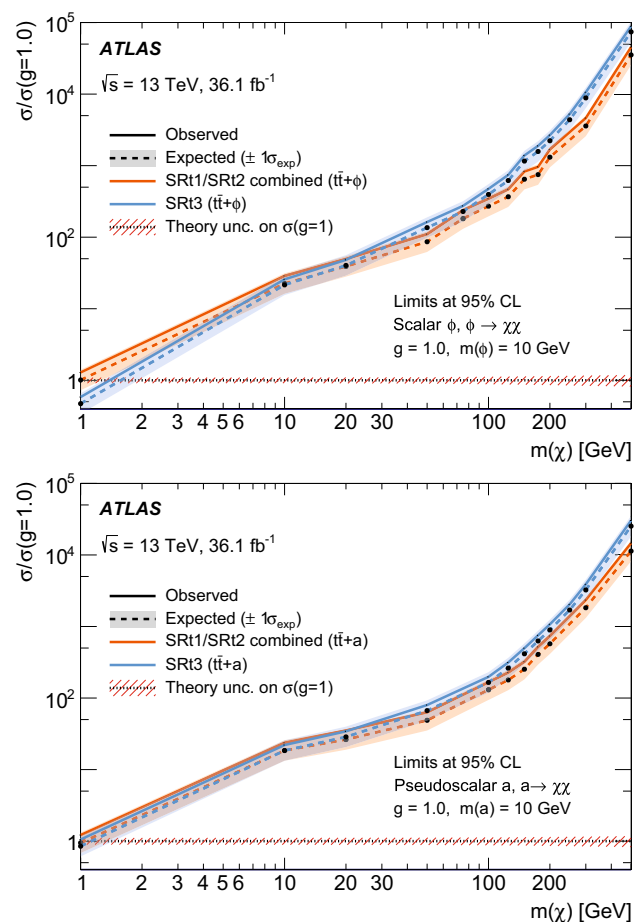 σ/σ(g=1.0)
10⁵
10⁴
10²
1
ATLAS
√s = 13 TeV, 36.1 fb⁻¹
Observed
Expected (± 1σexp)
SRt1/SRt2 combined (tt̄+ϕ)
SRt3 (tt̄+ϕ)
Theory unc. on σ(g=1)
Limits at 95% CL
Scalar ϕ, ϕ → χχ
g = 1.0, m(ϕ) = 10 GeV
1 2 3 4 5 6 10 20 30 100 200
m(χ) [GeV]
σ/σ(g=1.0)
10⁵
10⁴
10²
1
ATLAS
√s = 13 TeV, 36.1 fb⁻¹
Observed
Expected (± 1σexp)
SRt1/SRt2 combined (tt̄+a)
SRt3 (tt̄+a)
Theory unc. on σ(g=1)
Limits at 95% CL
Pseudoscalar a, a→ χχ
g = 1.0, m(a) = 10 GeV
1 2 3 4 5 6 10 20 30 100 200
m(χ) [GeV]